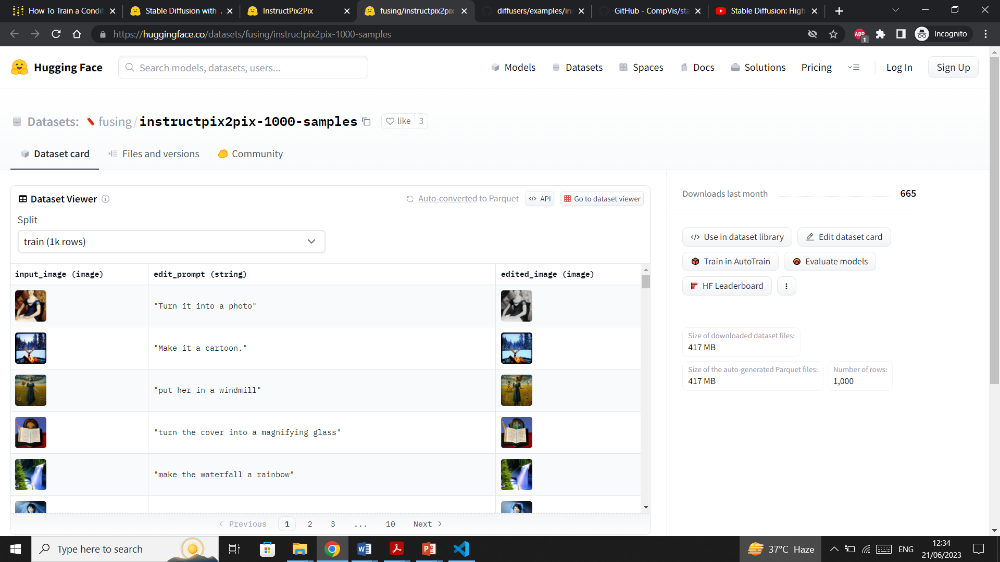 How To Train a Condit
Stable Diffusion with
InstructPix2Pix
fusing/instructpix2pix-
diffusers/examples/ins
GitHub - CompVis/sta
Stable Diffusion: High
https://huggingface.co/datasets/fusing/instructpix2pix-1000-samples
ABP
1
Incognito
Hugging Face
Search models, datasets, users...
Models
Datasets
Spaces
Docs
Solutions
Pricing
Log In
Sign Up
Datasets:
fusing/instructpix2pix-1000-samples
like 3
Dataset card
Files and versions
Community
Dataset Viewer
Auto-converted to Parquet
</> API
Go to dataset viewer
Split
train (1k rows)
input_image (image)
edit_prompt (string)
edited_image (image)
"Turn it into a photo"
"Make it a cartoon."
"put her in a windmill"
"turn the cover into a magnifying glass"
"make the waterfall a rainbow"
< Previous 1 2 3 ... 10 Next >
Downloads last month
665
</> Use in dataset library
Edit dataset card
Train in AutoTrain
Evaluate models
HF Leaderboard
Size of downloaded dataset files:
417 MB
Size of the auto-generated Parquet files:
417 MB
Number of rows:
1,000
Type here to search
37°C Haze
ENG
12:34
21/06/2023